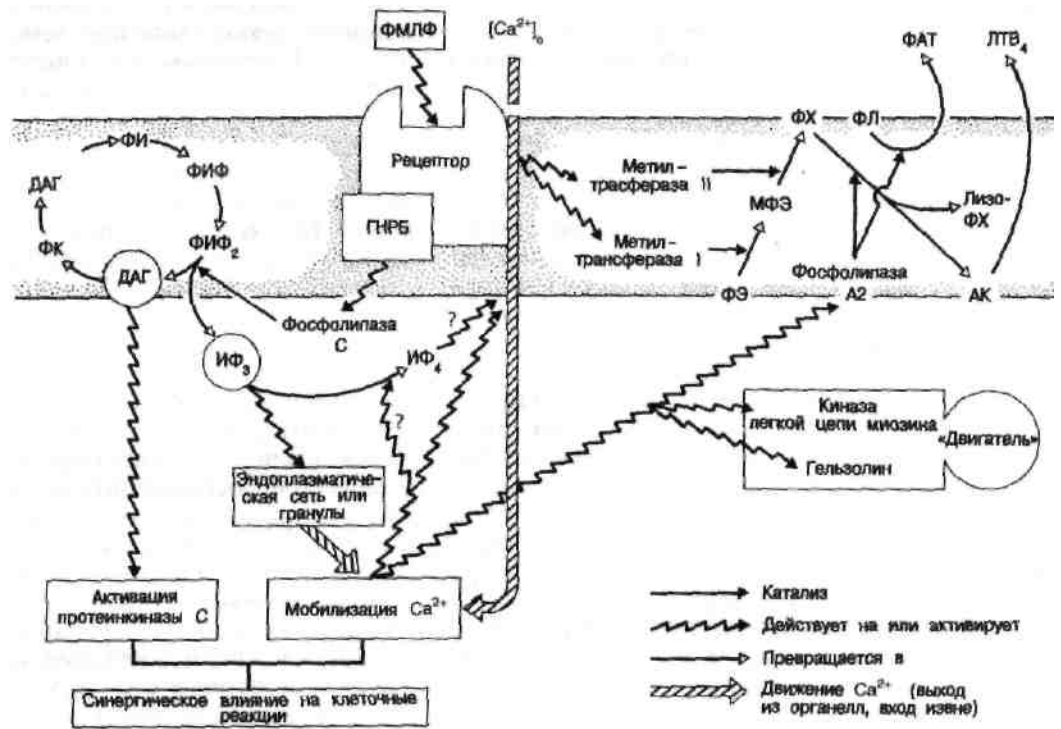 ФМЛФ
[Ca²⁺]₀
ФАТ
ЛТВ₄
ФИ
ФИФ
ДАГ
ФК
ФИФ₂
ДАГ
Рецептор
ГНРБ
Фосфолипаза
С
ИФ₃
ИФ₄
?
?
Метил-
трасфераза II
Метил-
трансфераза I
ФХ
ФЛ
МФЭ
ФЭ
Лизо-
ФХ
Фосфолипаза
А2
АК
Эндоплазматиче-
ская сеть или
гранулы
Киназа
легкой цепи миозина
Гельзолин
«Двигатель»
Активация
протеинкиназы С
Мобилизация Ca²⁺
Синергическое влияние на клеточные
реакции
Катализ
Действует на или активирует
Превращается в
Движение Ca²⁺ (выход
из органелл, вход извне)